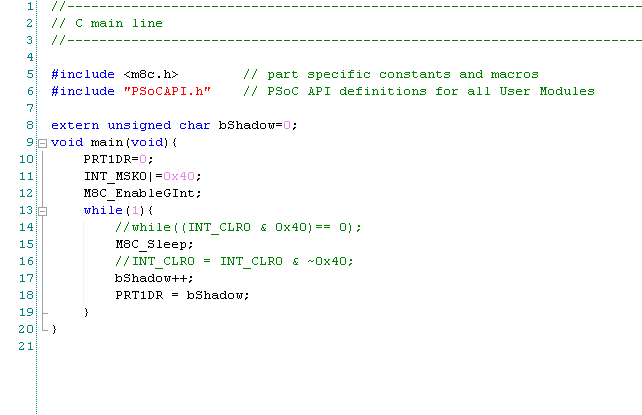 1 //------------------------------------------------------------------------
2 // C main line
3 //------------------------------------------------------------------------
4
5 #include <m8c.h>        // part specific constants and macros
6 #include "PSoCAPI.h"    // PSoC API definitions for all User Modules
7
8 extern unsigned char bShadow=0;
9 void main(void){
10     PRT1DR=0;
11     INT_MSK0|=0x40;
12     M8C_EnableGInt;
13     while(1){
14         //while((INT_CLR0 & 0x40)== 0);
15         M8C_Sleep;
16         //INT_CLR0 = INT_CLR0 & ~0x40;
17         bShadow++;
18         PRT1DR = bShadow;
19     }
20 }
21